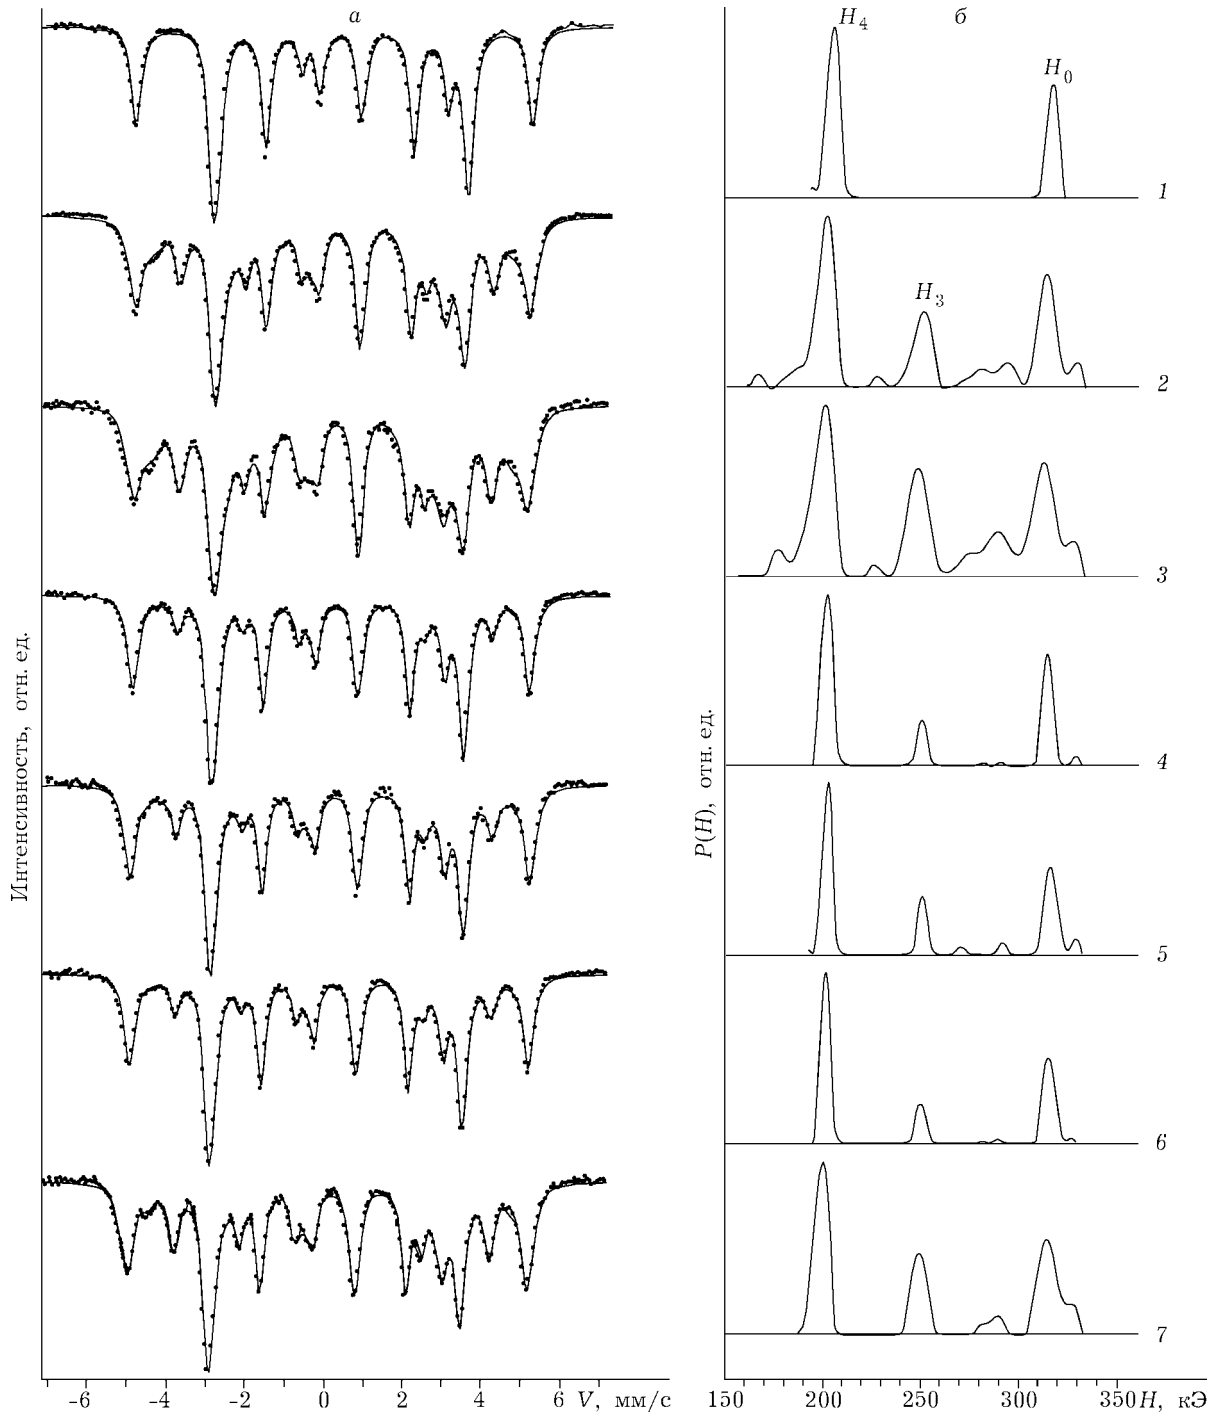 а
Интенсивность, отн. ед.
-6 -4 -2 0 2 4 6 V, мм/с
б
H4
H0
1
2
H3
3
4
5
6
7
P(H), отн. ед.
150 200 250 300 350 H, кЭ